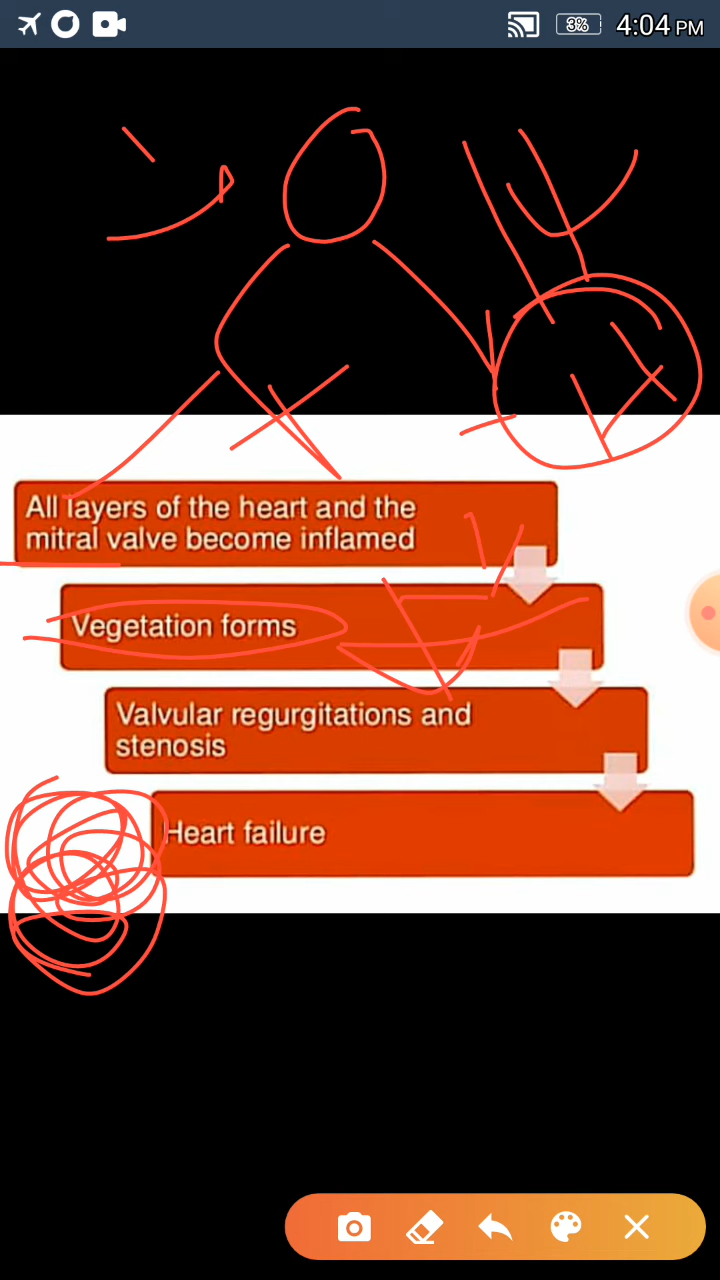 3%
4:04 PM
All layers of the heart and the
mitral valve become inflamed
Vegetation forms
Valvular regurgitations and
stenosis
Heart failure